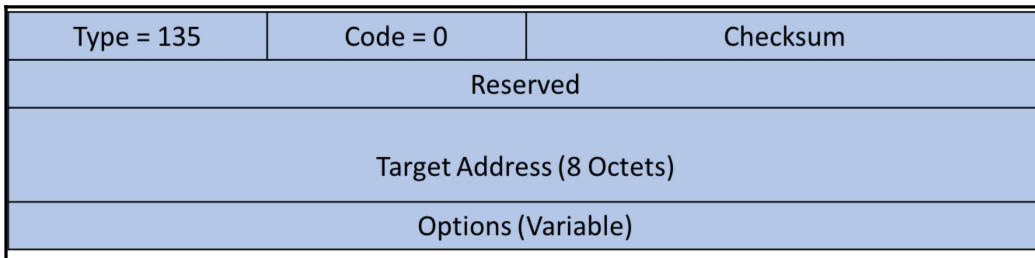 Type = 135 Code = 0 Checksum
Reserved
Target Address (8 Octets)
Options (Variable)